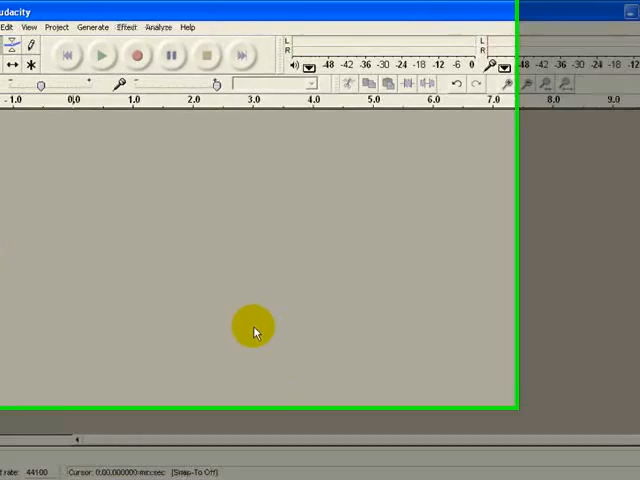 udacity
Edit View Project Generate Effect Analyze Help
L
R
L
R
-48 -42 -36 -30 -24 -18 -12 -6 0
-48 -42 -36 -30 -24 -18 -12
- +
- +
- 1.0 0,0 1.0 2.0 3.0 4.0 5.0 6.0 7.0 8.0 9.0
t rate: 44100
Cursor: 0:00,000000 min:sec [Snap-To Off]